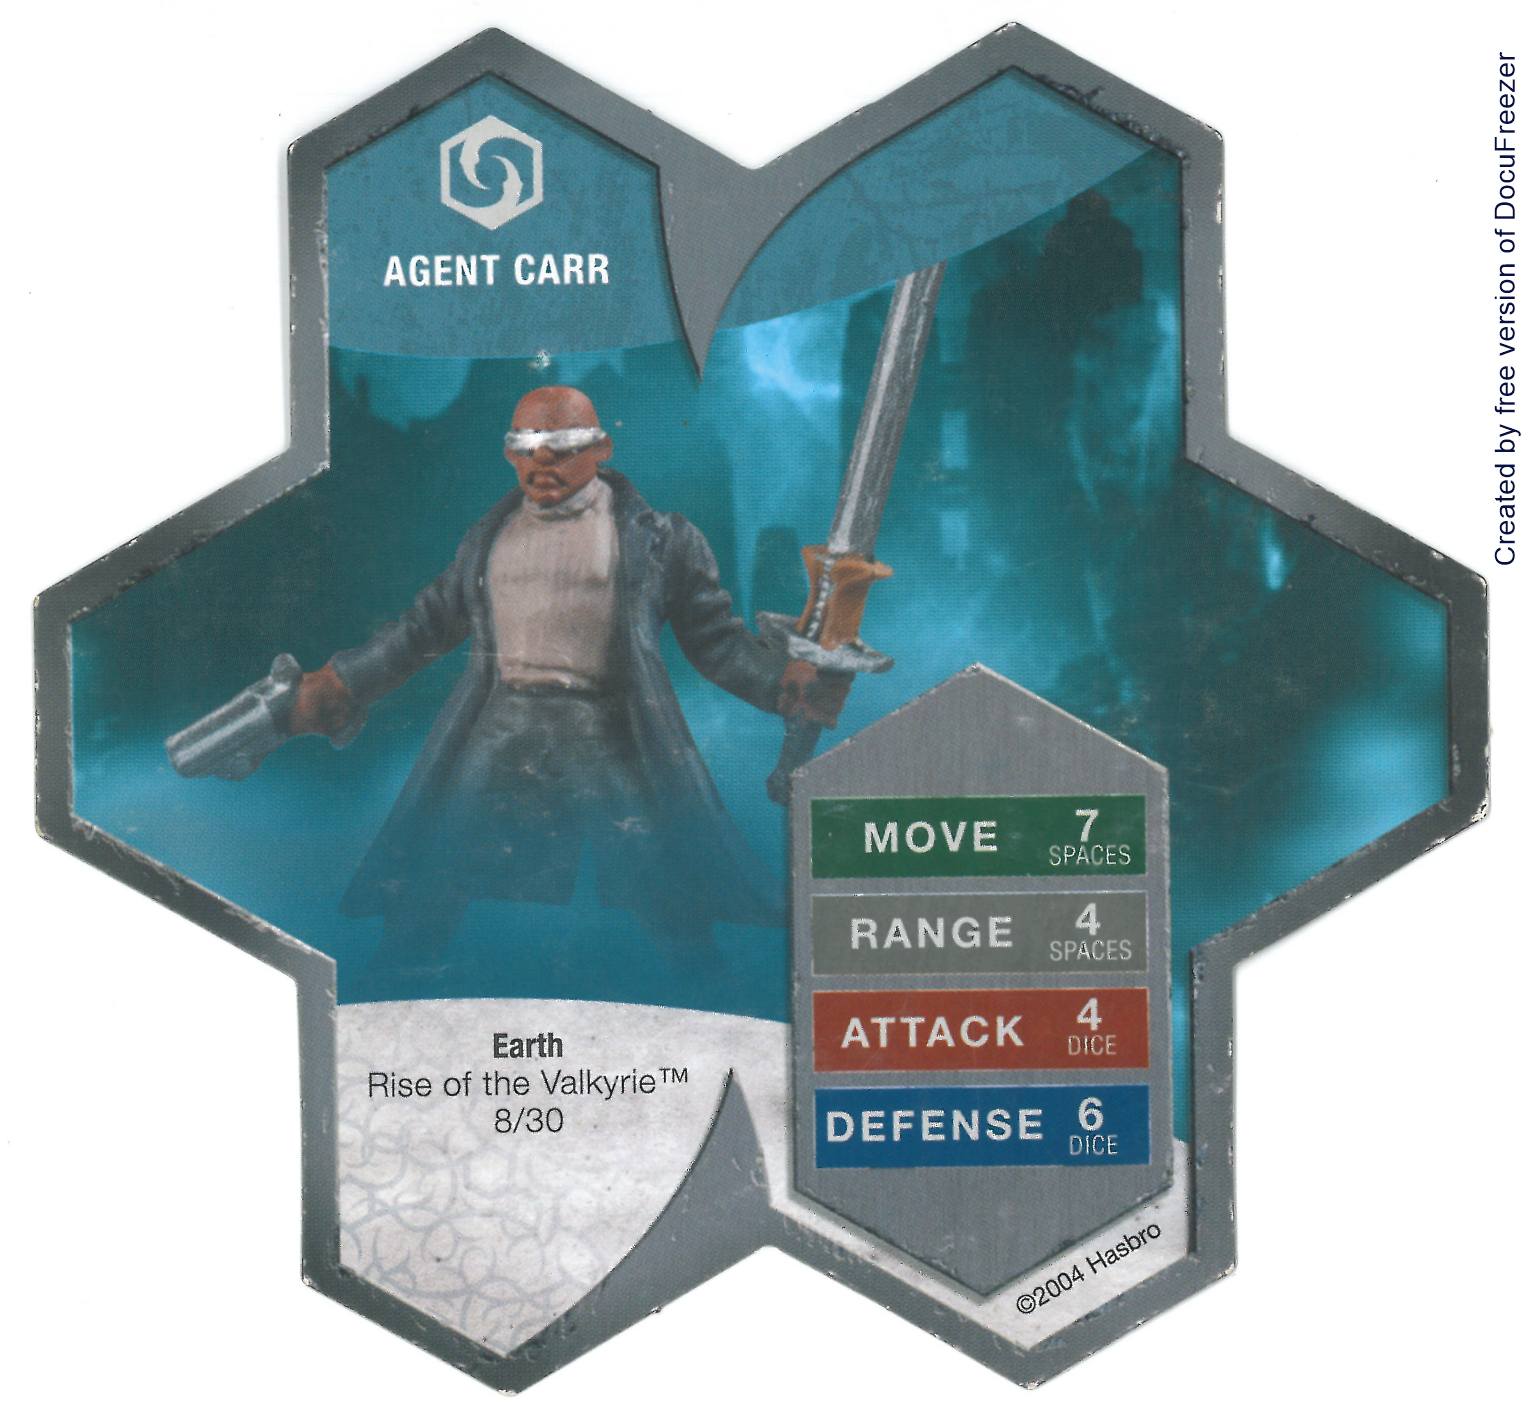 AGENT CARR
MOVE 7 SPACES
RANGE 4 SPACES
ATTACK 4 DICE
DEFENSE 6 DICE
Earth
Rise of the Valkyrie™
8/30
©2004 Hasbro
Created by free version of DocuFreezer